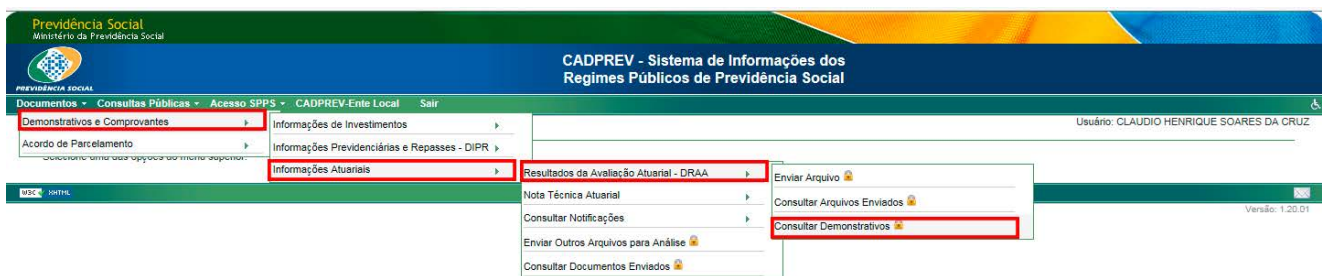 Previdência Social
Ministério da Previdência Social
PREVIDÊNCIA SOCIAL
CADPREV - Sistema de Informações dos
Regimes Públicos de Previdência Social
Documentos Consultas Públicas Acesso SPPS CADPREV-Ente Local Sair
Usuário: CLAUDIO HENRIQUE SOARES DA CRUZ
Demonstrativos e Comprovantes
Acordo de Parcelamento
Selecione uma das opções do menu superior.
Informações de Investimentos
Informações Previdenciárias e Repasses - DIPR
Informações Atuariais
Resultados da Avaliação Atuarial - DRAA
Nota Técnica Atuarial
Consultar Notificações
Enviar Outros Arquivos para Análise
Consultar Documentos Enviados
Enviar Arquivo
Consultar Arquivos Enviados
Consultar Demonstrativos
W3C XHTML
Versão: 1.20.01